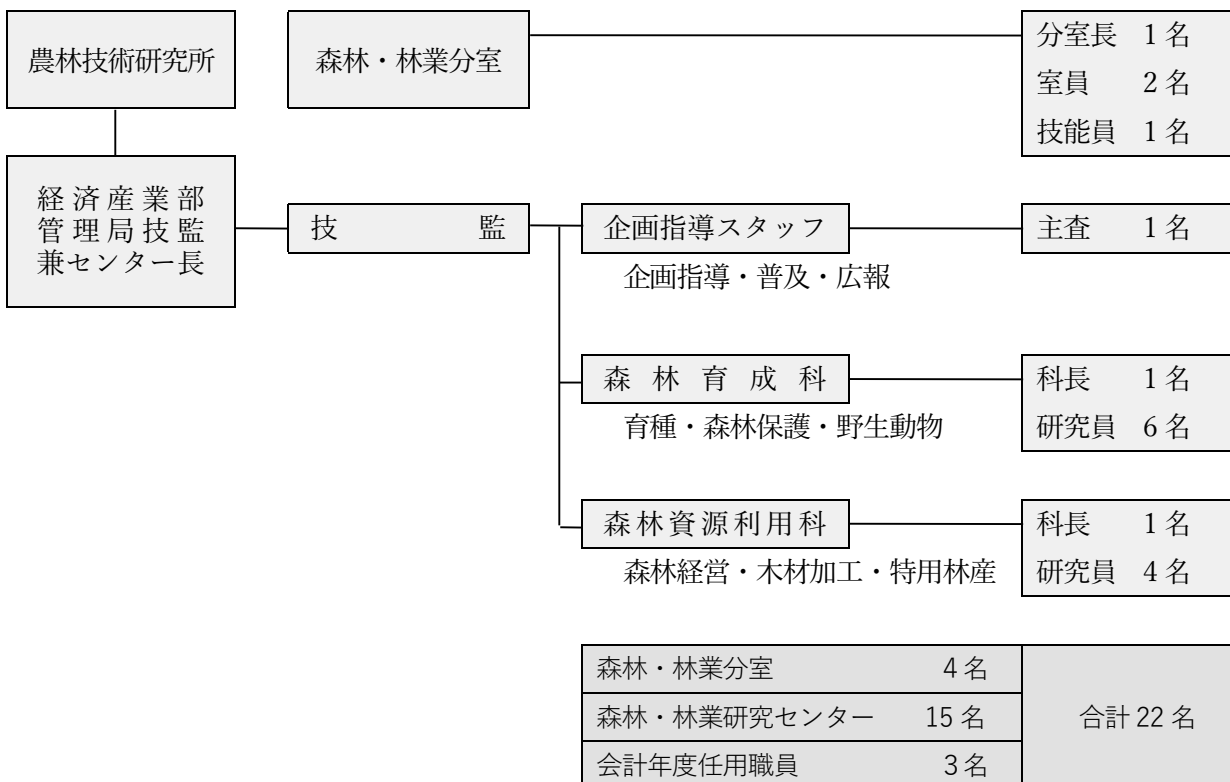 農林技術研究所
森林・林業分室
分室長 1名
室員 2名
技能員 1名
経済産業部
管理局技監
兼センター長
技監
企画指導スタッフ
主査 1名
企画指導・普及・広報
森林育成科
科長 1名
育種・森林保護・野生動物
研究員 6名
森林資源利用科
科長 1名
森林経営・木材加工・特用林産
研究員 4名
森林・林業分室 4名
森林・林業研究センター 15名
合計22名
会計年度任用職員 3名